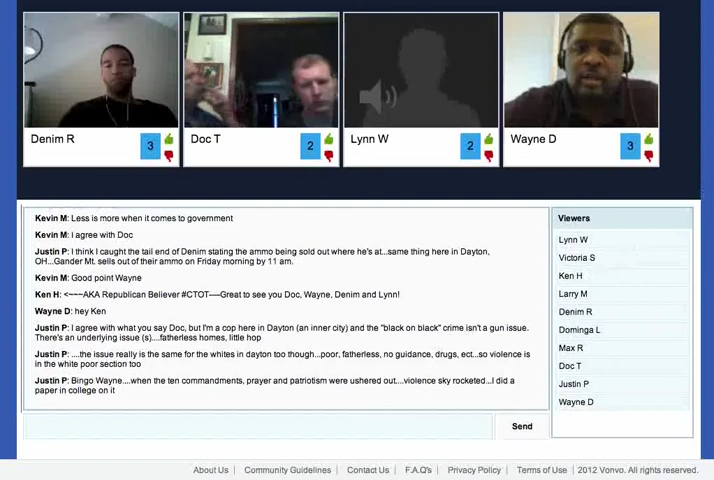 Denim R
3
Doc T
2
Lynn W
2
Wayne D
3
Kevin M: Less is more when it comes to government
Kevin M: I agree with Doc
Justin P: I think I caught the tail end of Denim stating the ammo being sold out where he's at...same thing here in Dayton,
OH...Gander Mt. sells out of their ammo on Friday morning by 11 am.
Kevin M: Good point Wayne
Ken H: <~~~AKA Republican Believer #CTOT----Great to see you Doc, Wayne, Denim and Lynn!
Wayne D: hey Ken
Justin P: I agree with what you say Doc, but I'm a cop here in Dayton (an inner city) and the "black on black" crime isn't a gun issue.
There's an underlying issue (s)....fatherless homes, little hop
Justin P: ....the issue really is the same for the whites in dayton too though...poor, fatherless, no guidance, drugs, ect...so violence is
in the white poor section too
Justin P: Bingo Wayne....when the ten commandments, prayer and patriotism were ushered out....violence sky rocketed...I did a
paper in college on it
Send
Viewers
Lynn W
Victoria S
Ken H
Larry M
Denim R
Dominga L
Max R
Doc T
Justin P
Wayne D
About Us | Community Guidelines | Contact Us | F.A.Q's | Privacy Policy | Terms of Use | 2012 Vonvo. All rights reserved.